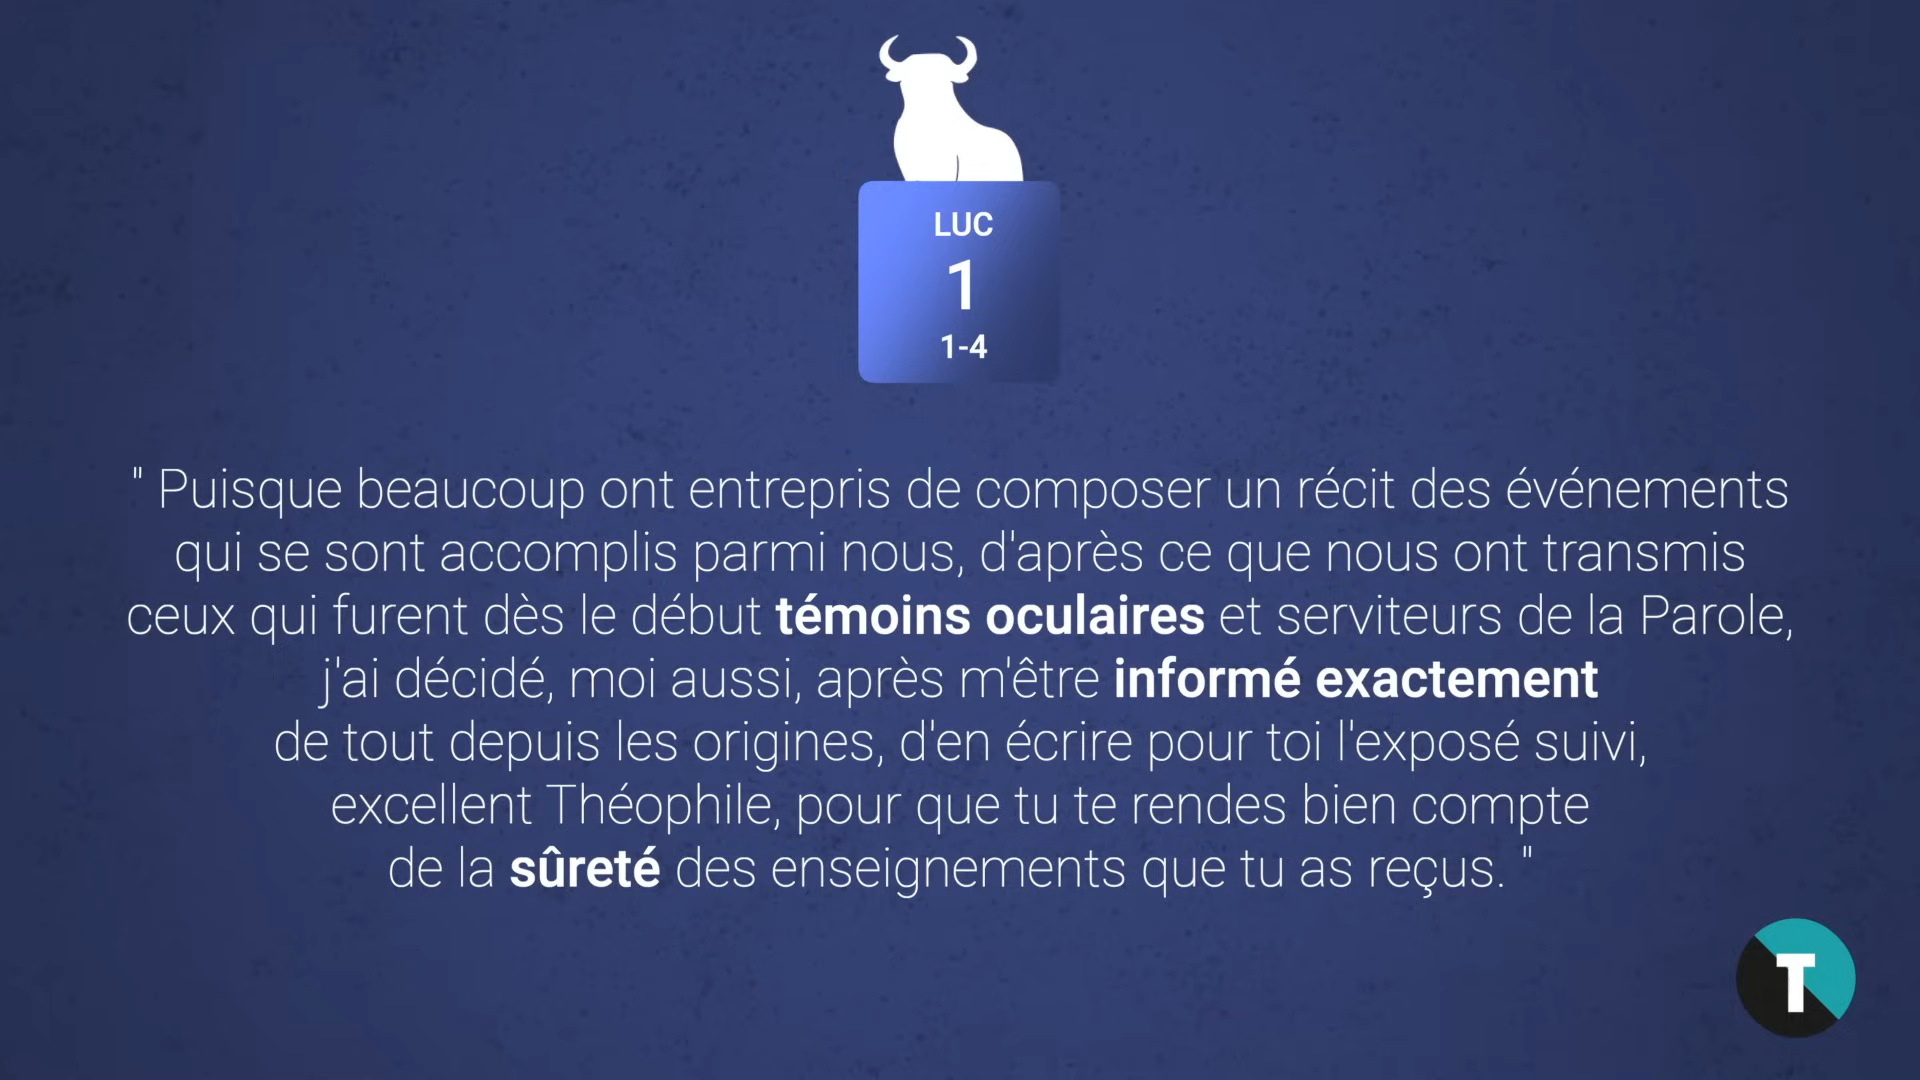 LUC
1
1-4
" Puisque beaucoup ont entrepris de composer un récit des événements
qui se sont accomplis parmi nous, d'après ce que nous ont transmis
ceux qui furent dès le début témoins oculaires et serviteurs de la Parole,
j'ai décidé, moi aussi, après m'être informé exactement
de tout depuis les origines, d'en écrire pour toi l'exposé suivi,
excellent Théophile, pour que tu te rendes bien compte
de la sûreté des enseignements que tu as reçus. "
T